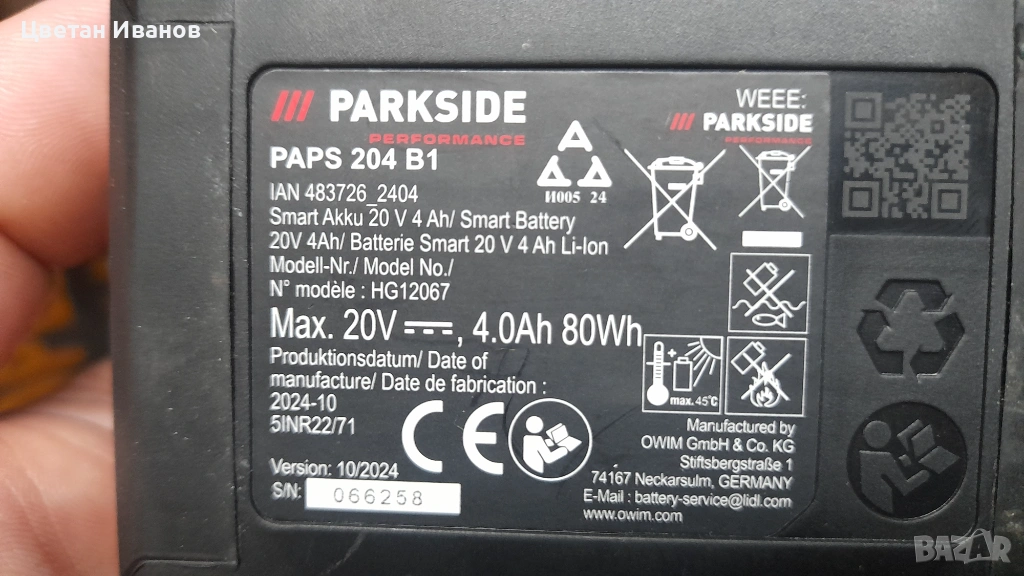 Цветан Иванов
PARKSIDE
PERFORMANCE
PAPS 204 B1
IAN 483726_2404
Smart Akku 20 V 4 Ah/ Smart Battery
20V 4Ah/ Batterie Smart 20 V 4 Ah Li-Ion
Modell-Nr./ Model No./
N° modèle : HG12067
Max. 20V ⎓, 4.0Ah 80Wh
Produktionsdatum/ Date of
manufacture/ Date de fabrication :
2024-10
5INR22/71
Version: 10/2024
S/N: 066258
И005 24
WEEE:
PARKSIDE
PERFORMANCE
max. 45°C
CE
Manufactured by
OWIM GmbH & Co. KG
Stiftsbergstraße 1
74167 Neckarsulm, GERMANY
E-Mail : battery-service@lidl.com
www.owim.com
BAZAR